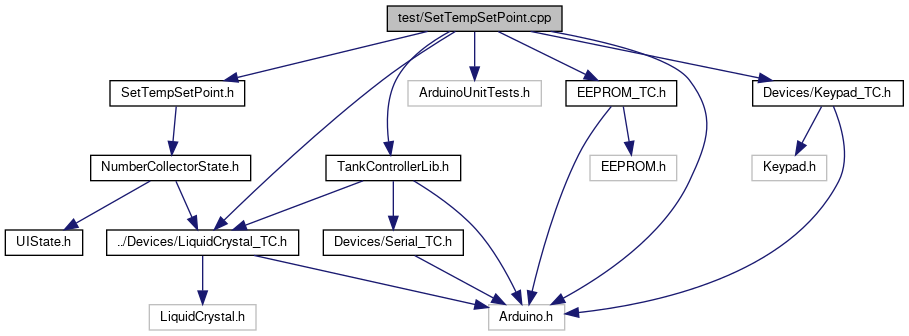 test/SetTempSetPoint.cpp
SetTempSetPoint.h
ArduinoUnitTests.h
EEPROM_TC.h
Devices/Keypad_TC.h
NumberCollectorState.h
TankControllerLib.h
EEPROM.h
Keypad.h
UIState.h
../Devices/LiquidCrystal_TC.h
Devices/Serial_TC.h
LiquidCrystal.h
Arduino.h